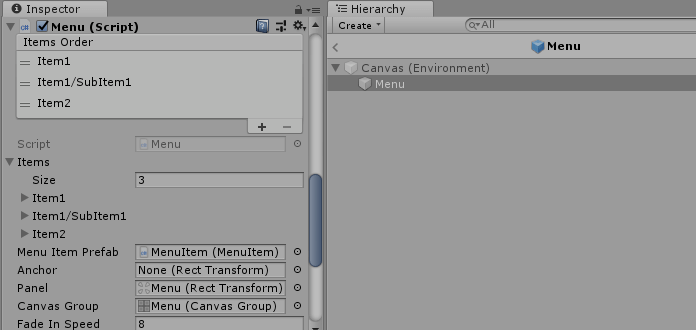 Inspector
Menu (Script)
Items Order
Item1
Item1/SubItem1
Item2
Script Menu
Items
Size 3
Item1
Item1/SubItem1
Item2
Menu Item Prefab MenuItem (MenuItem)
Anchor None (Rect Transform)
Panel Menu (Rect Transform)
Canvas Group Menu (Canvas Group)
Fade In Speed 8
Hierarchy
Create All
Menu
Canvas (Environment)
Menu